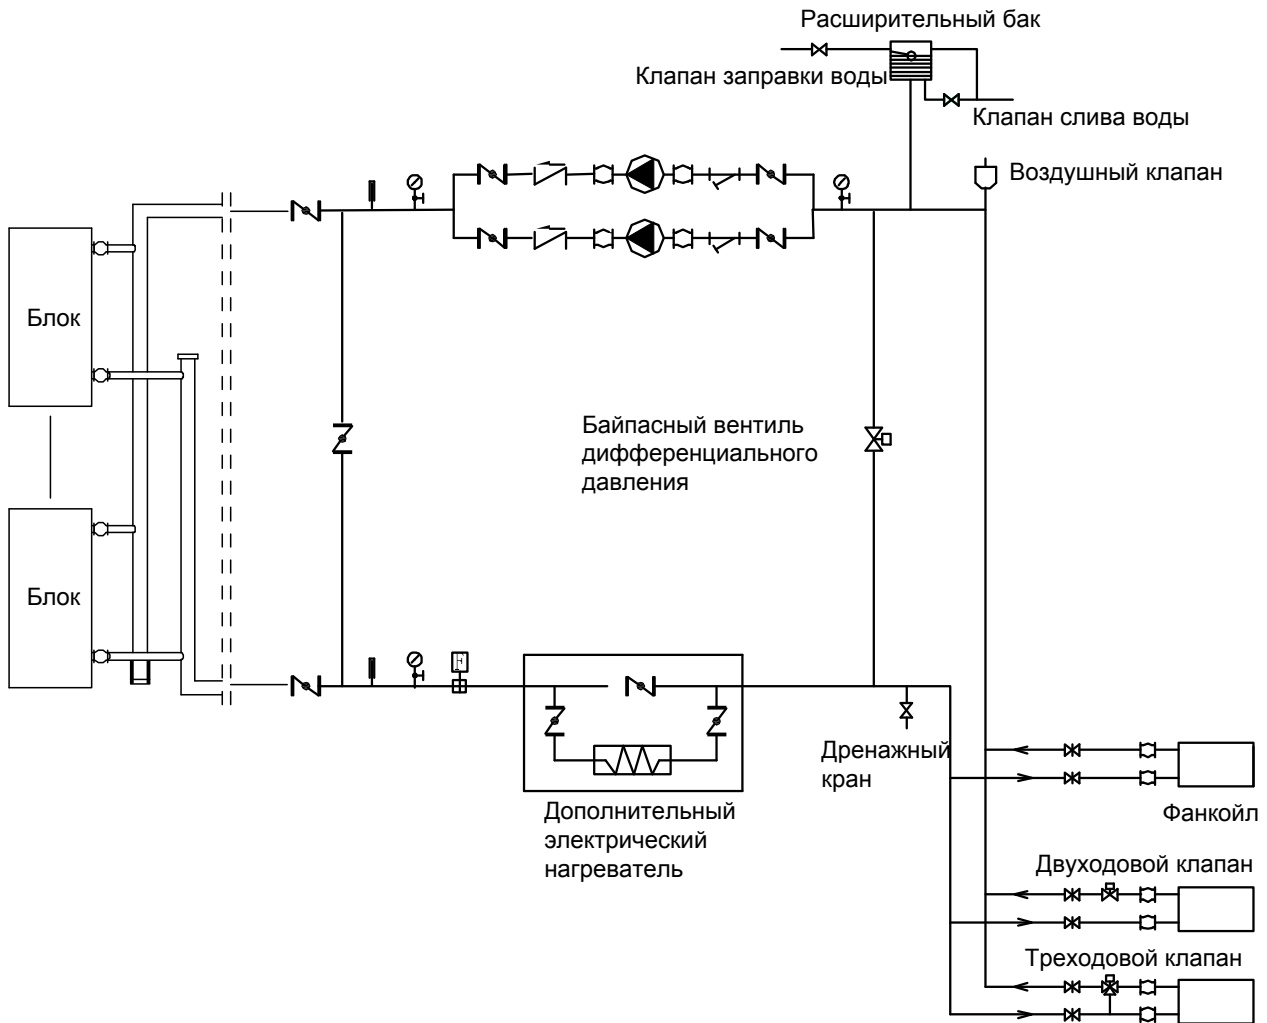 Расширительный бак
Клапан заправки воды
Клапан слива воды
Воздушный клапан
Блок
Байпасный вентиль
дифференциального
давления
Блок
F
Дренажный
кран
Дополнительный
электрический
нагреватель
Фанкойл
Двуходовой клапан
Треходовой клапан